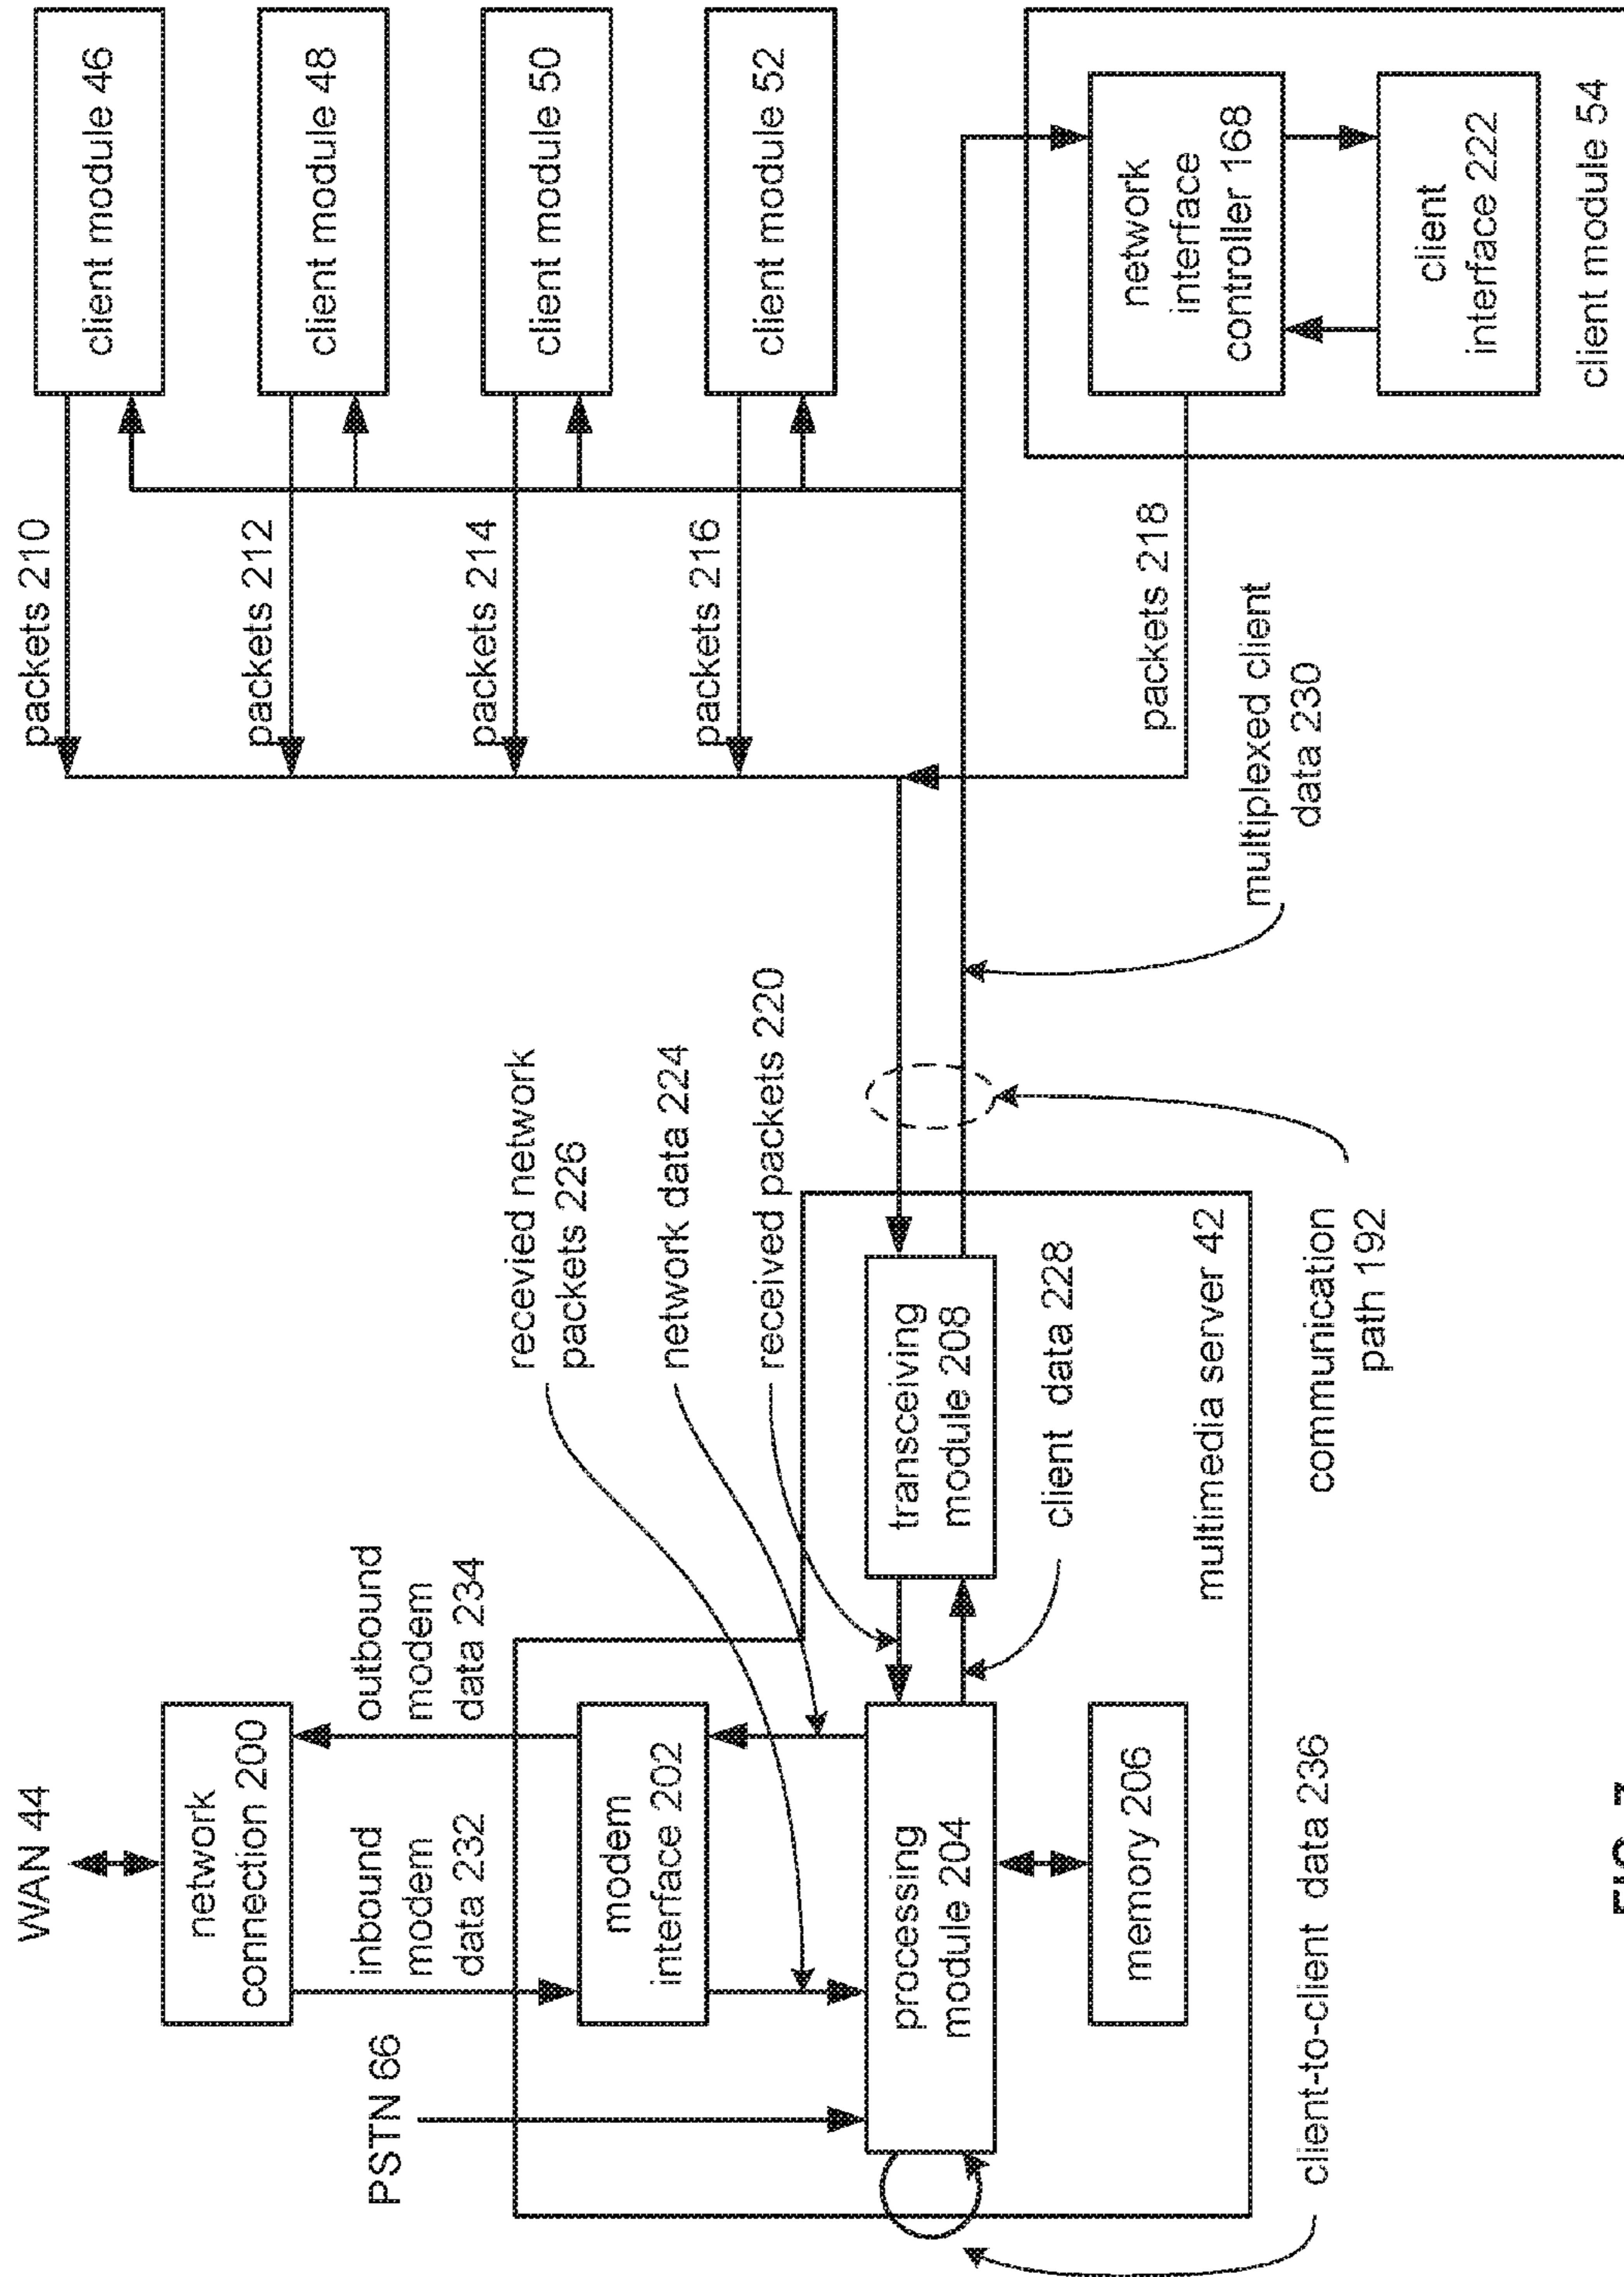 WAN 44
network
connection 200
inbound
modem
data 232
outbound
modem
data 234
PSTN 66
modem
interface 202
processing
module 204
memory 206
client-to-client data 236
recevied network
packets 226
network data 224
received packets 220
transceiving
module 208
client data 228
multimedia server 42
communication
path 192
multiplexed client
data 230
packets 210
packets 212
packets 214
packets 216
packets 218
client module 46
client module 48
client module 50
client module 52
network
interface
controller 168
client
interface 222
client module 54